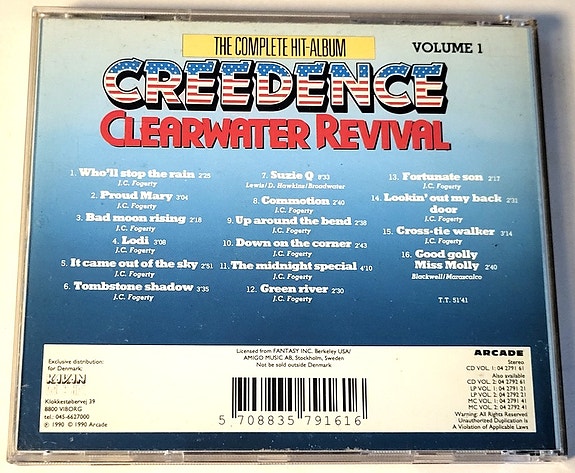 THE COMPLETE HIT-ALBUM
VOLUME 1
CREEDENCE
CLEARWATER REVIVAL
1. Who'll stop the rain 2'25
J.C. Fogerty
2. Proud Mary 3'04
J.C. Fogerty
3. Bad moon rising 2'18
J.C. Fogerty
4. Lodi 3'08
J.C. Fogerty
5. It came out of the sky 2'51
J.C. Fogerty
6. Tombstone shadow 3'35
J.C. Fogerty
7. Suzie Q 8'33
Lewis/D. Hawkins/Broadwater
8. Commotion 2'40
J.C. Fogerty
9. Up around the bend 2'38
J.C. Fogerty
10. Down on the corner 2'43
J.C. Fogerty
11. The midnight special 4'10
J.C. Fogerty
12. Green river 2'30
J.C. Fogerty
13. Fortunate son 2'17
J.C. Fogerty
14. Lookin' out my back door 2'31
J.C. Fogerty
15. Cross-tie walker 3'14
J.C. Fogerty
16. Good golly
Miss Molly 2'40
Blackwell/Marascalco
T.T. 51'41
Exclusive distribution:
for Denmark:
Klokkestøbervej 39
8800 VIBORG
tel.: 045-6627000
℗ 1990 © 1990 Arcade
Licensed from FANTASY INC. Berkeley USA/
AMIGO MUSIC AB, Stockholm, Sweden
Not be sold outside Denmark
5 708835 791616
ARCADE
Stereo
CD VOL. 1: 04 2791 61
Also available
CD VOL. 2: 04 2792 61
LP VOL. 1: 04 2791 21
LP VOL. 2: 04 2792 21
MC VOL. 1: 04 2791 41
MC VOL. 2: 04 2792 41
Warning: All Rights Reserved
Unauthorized Duplication Is
A Violation of Applicable Laws